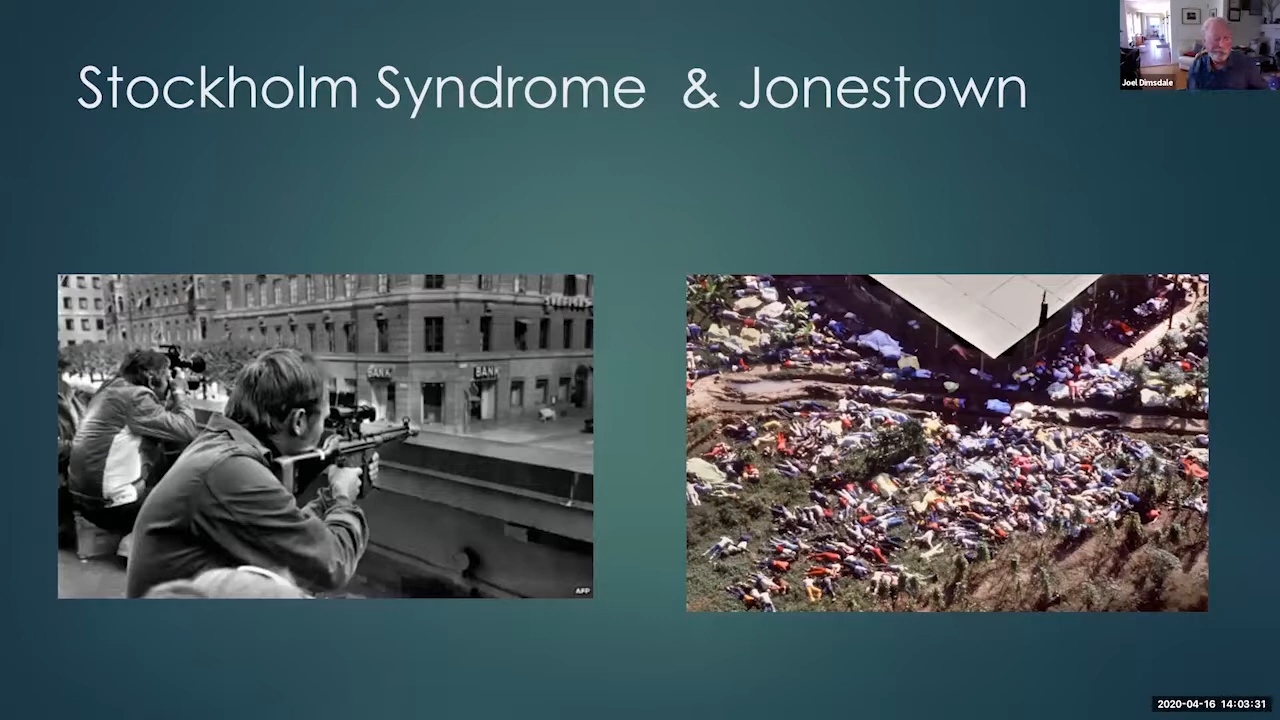 Stockholm Syndrome & Jonestown
Joel Dimsdale
BANK
BANK
AFP
2020-04-16 14:03:31